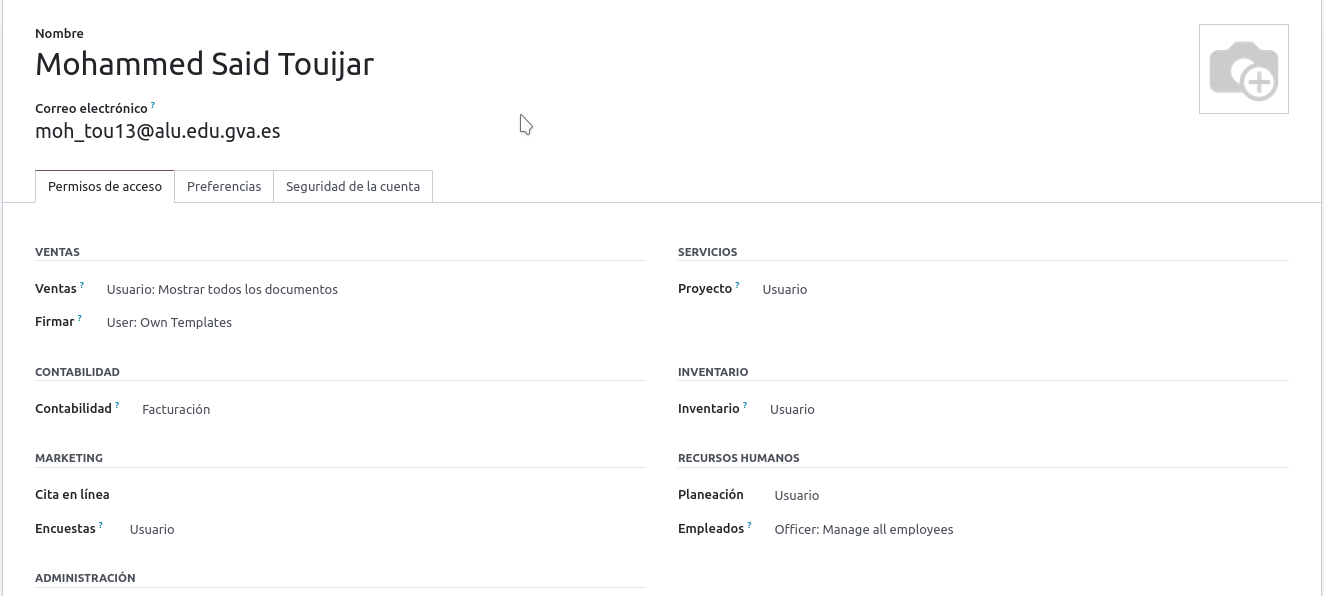 Nombre
Mohammed Said Touijar
Correo electrónico ?
moh_tou13@alu.edu.gva.es
Permisos de acceso Preferencias Seguridad de la cuenta
VENTAS
Ventas ? Usuario: Mostrar todos los documentos
Firmar ? User: Own Templates
SERVICIOS
Proyecto ? Usuario
CONTABILIDAD
Contabilidad ? Facturación
INVENTARIO
Inventario ? Usuario
MARKETING
Cita en línea
Encuestas ? Usuario
RECURSOS HUMANOS
Planeación Usuario
Empleados ? Officer: Manage all employees
ADMINISTRACIÓN